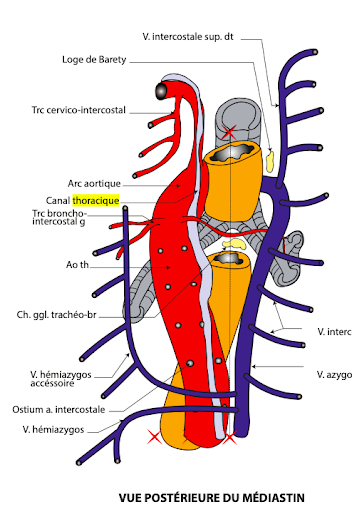 V. intercostale sup. dt
Loge de Barety
Trc cervico-intercostal
Arc aortique
Canal thoracique
Trc broncho-
intercostal g
Ao th
Ch. ggl. trachéo-br
V. interc
V. hémiazygos
accéssoire
V. azygo
Ostium a. intercostale
V. hémiazygos
VUE POSTÉRIEURE DU MÉDIASTIN